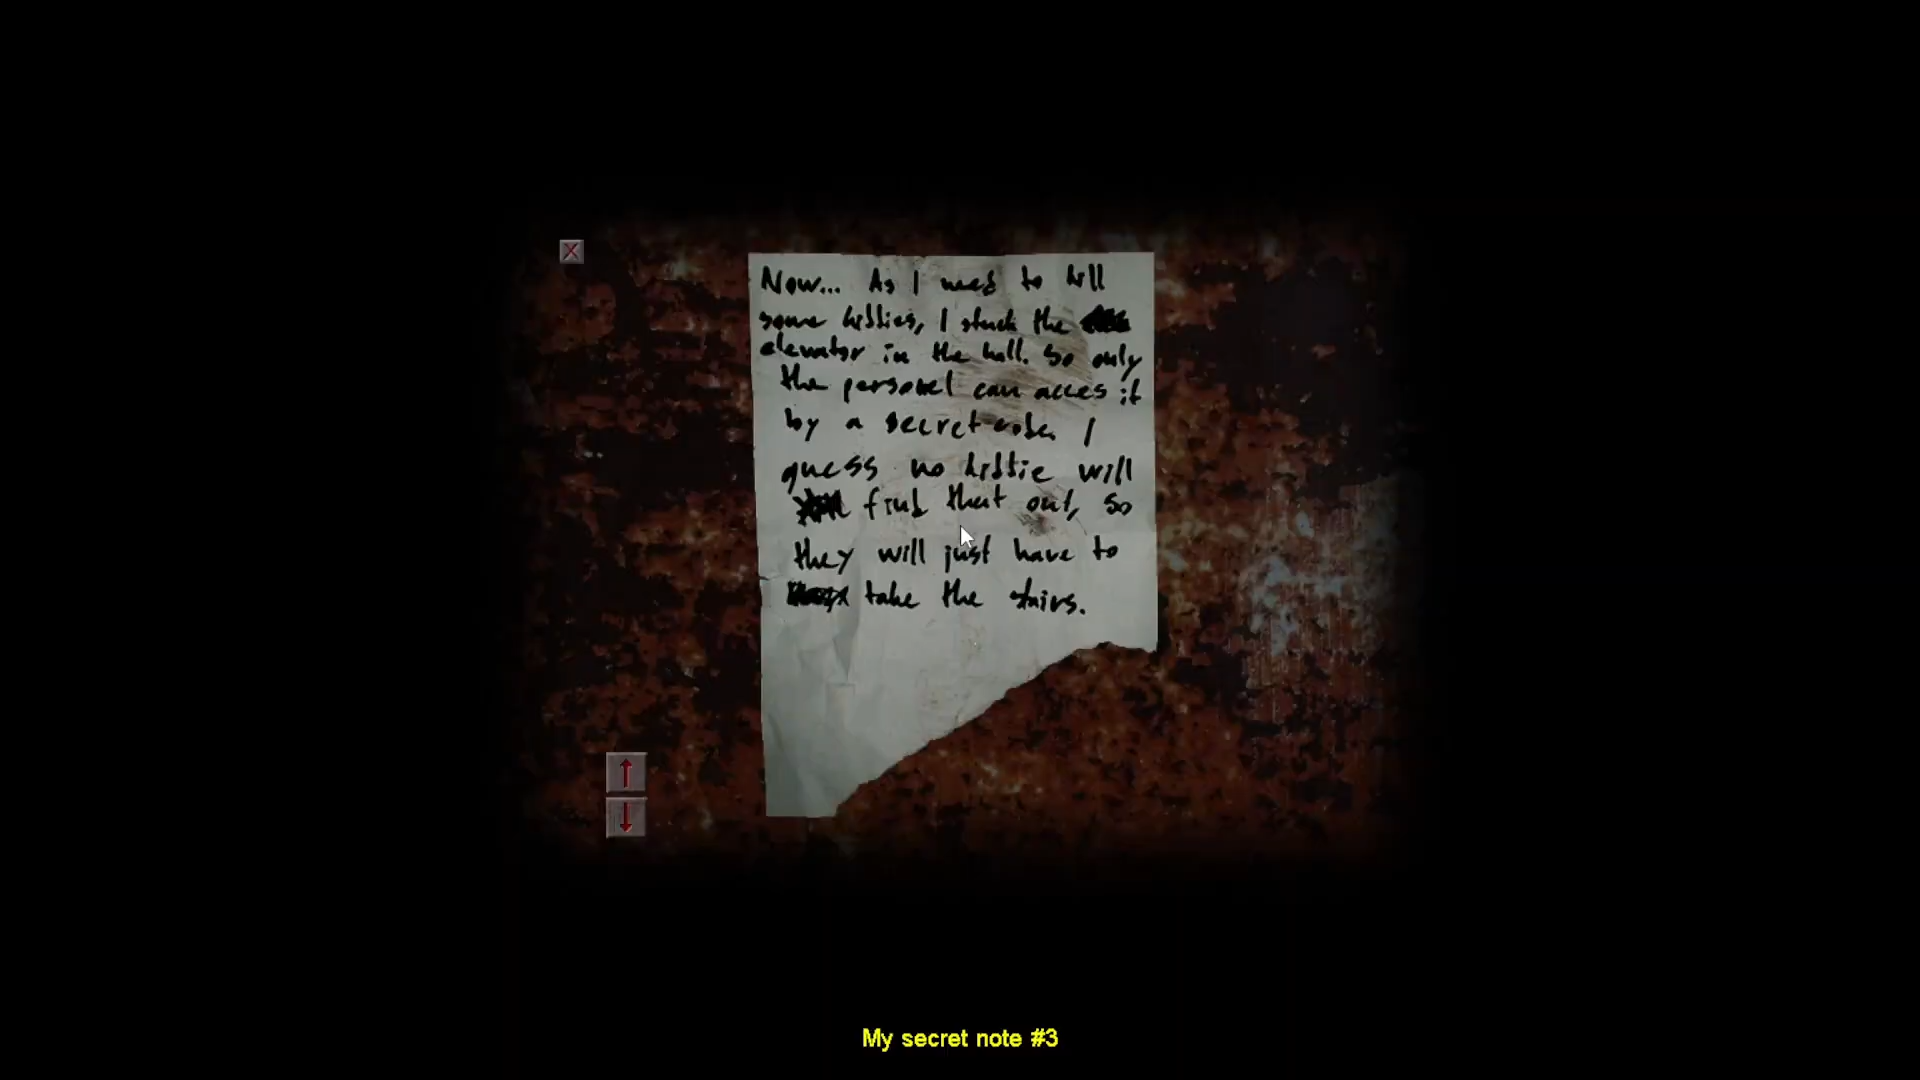 Now... As I need to kill
some kiddies, I stuck the
elevator in the hall. So only
the personel can acces it
by a secret code. I
guess no kiddie will
find that out, so
they will just have to
take the stairs.
My secret note #3